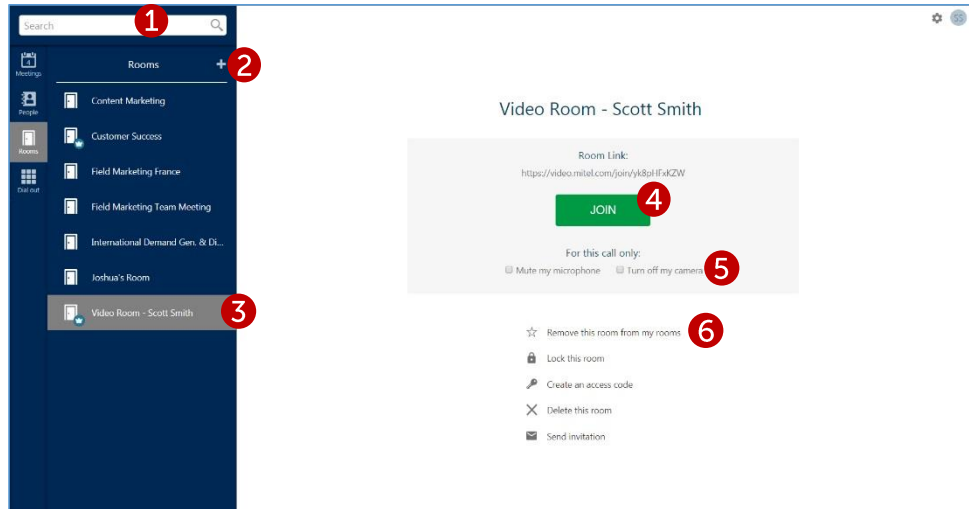 Search
1
SS
4
Meetings
Rooms
+
2
People
Content Marketing
Rooms
Customer Success
Dial out
Field Marketing France
Field Marketing Team Meeting
International Demand Gen. & Di...
Joshua's Room
Video Room - Scott Smith
3
Video Room - Scott Smith
Room Link:
https://video.mitel.com/join/yk8pHFxKZW
JOIN
4
For this call only:
Mute my microphone
Turn off my camera
5
Remove this room from my rooms
6
Lock this room
Create an access code
Delete this room
Send invitation